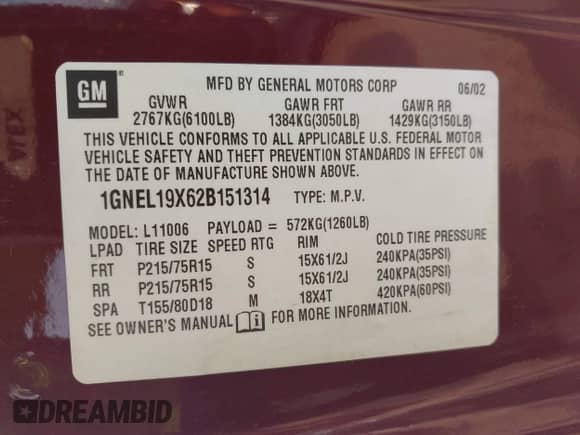 GM
MFD BY GENERAL MOTORS CORP 06/02
GVWR GAWR FRT GAWR RR
2767KG(6100LB) 1384KG(3050LB) 1429KG(3150LB)
THIS VEHICLE CONFORMS TO ALL APPLICABLE U.S. FEDERAL MOTOR
VEHICLE SAFETY AND THEFT PREVENTION STANDARDS IN EFFECT ON
THE DATE OF MANUFACTURE SHOWN ABOVE.
1GNEL19X62B151314 TYPE: M.P.V.
MODEL: L11006 PAYLOAD = 572KG(1260LB)
LPAD TIRE SIZE SPEED RTG RIM COLD TIRE PRESSURE
FRT P215/75R15 S 15X61/2J 240KPA(35PSI)
RR P215/75R15 S 15X61/2J 240KPA(35PSI)
SPA T155/80D18 M 18X4T 420KPA(60PSI)
SEE OWNER'S MANUAL i FOR MORE INFORMATION.
DREAMBID